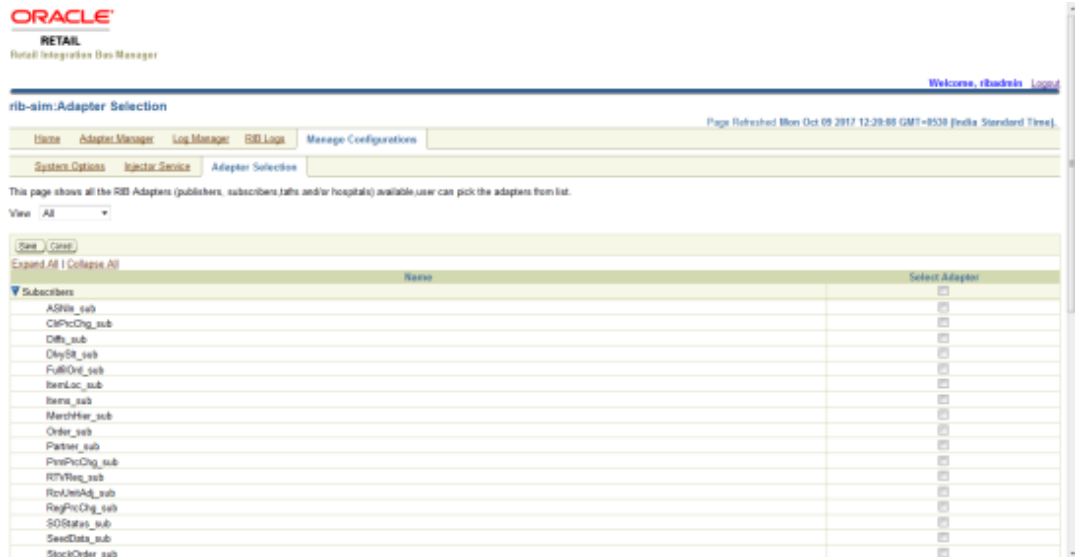 ORACLE'
RETAIL
Retail Integration Bus Manager
Welcome, ribadmin Logout
rib-sim:Adapter Selection
Page Refreshed Mon Oct 09 2017 12:20:08 GMT+0530 (India Standard Time).
Home Adapter Manager Log Manager RIB Logs Manage Configurations
System Options Injector Service Adapter Selection
This page shows all the RIB Adapters (publishers, subscribers,tafrs and/or hospitals) available,user can pick the adapters from list.
View All
Save Cancel
Expand All | Collapse All
Name Select Adapter
Subscribers
ASNIn_sub
ClrPrcChg_sub
Diffs_sub
DlvySlt_sub
FulfilOrd_sub
ItemLoc_sub
Items_sub
MerchHier_sub
Order_sub
Partner_sub
PrmPrcChg_sub
RTVReq_sub
RcvUnitAdj_sub
RegPrcChg_sub
SOStatus_sub
SeedData_sub
StockOrder_sub